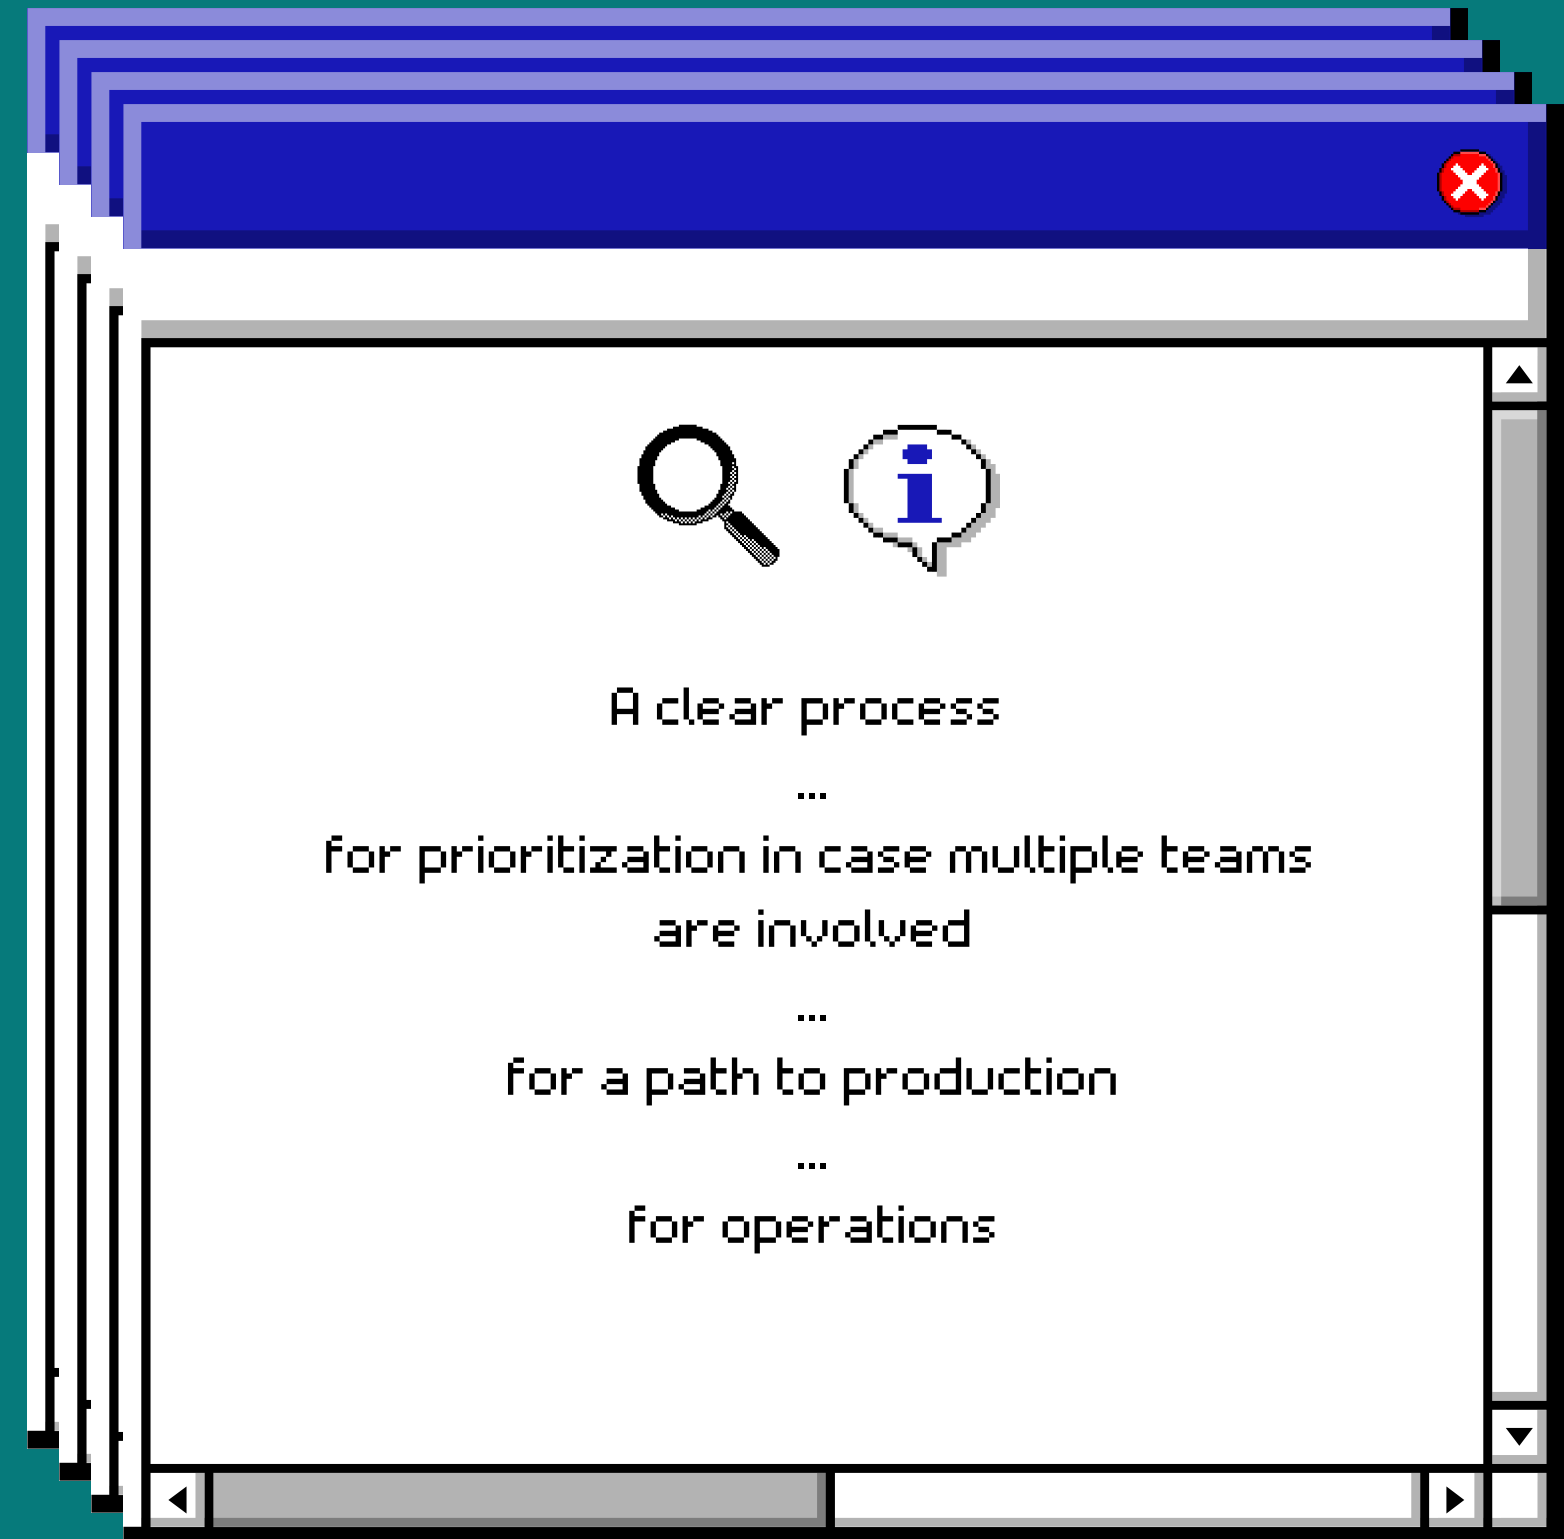 A clear process
...
for prioritization in case multiple teams
are involved
...
for a path to production
...
for operations